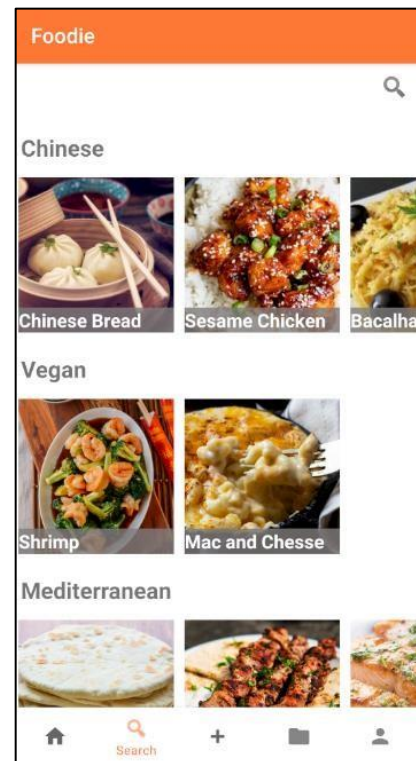 Foodie
Chinese
Chinese Bread
Sesame Chicken
Bacalha
Vegan
Shrimp
Mac and Chesse
Mediterranean
Search